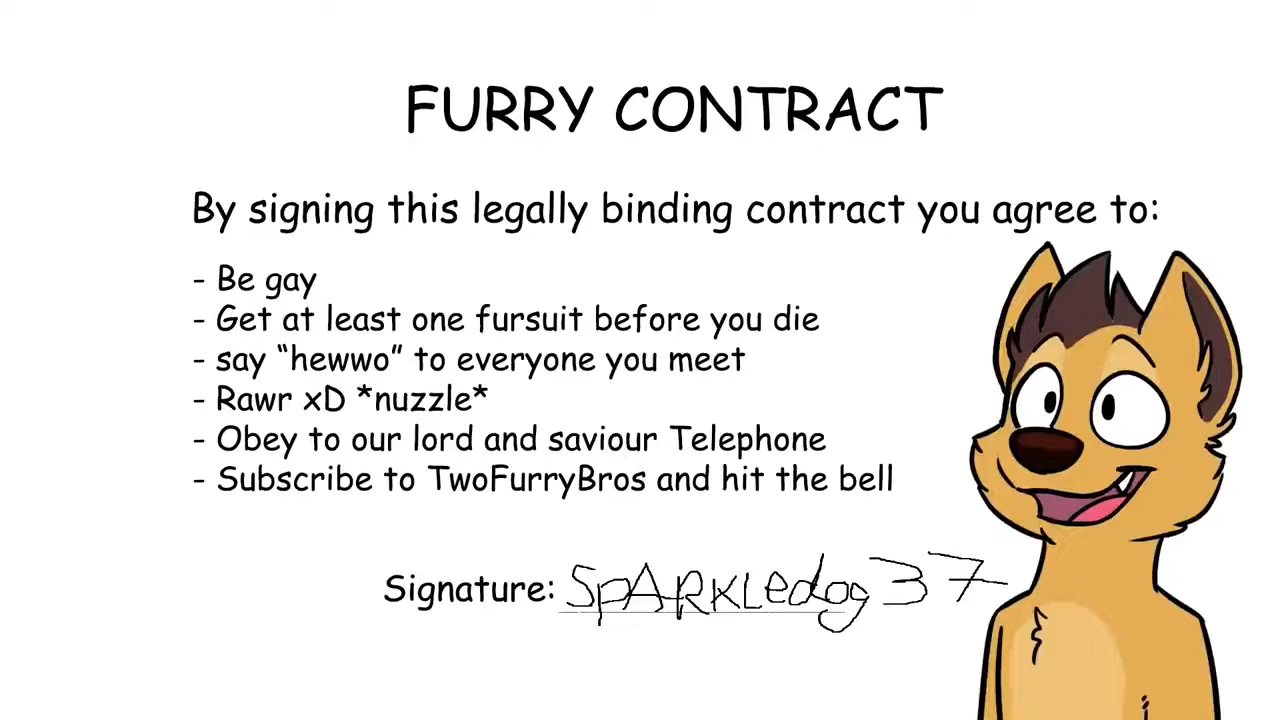 FURRY CONTRACT
By signing this legally binding contract you agree to:
- Be gay
- Get at least one fursuit before you die
- say “hewwo” to everyone you meet
- Rawr xD *nuzzle*
- Obey to our lord and saviour Telephone
- Subscribe to TwoFurryBros and hit the bell
Signature: SpARKLedog 37